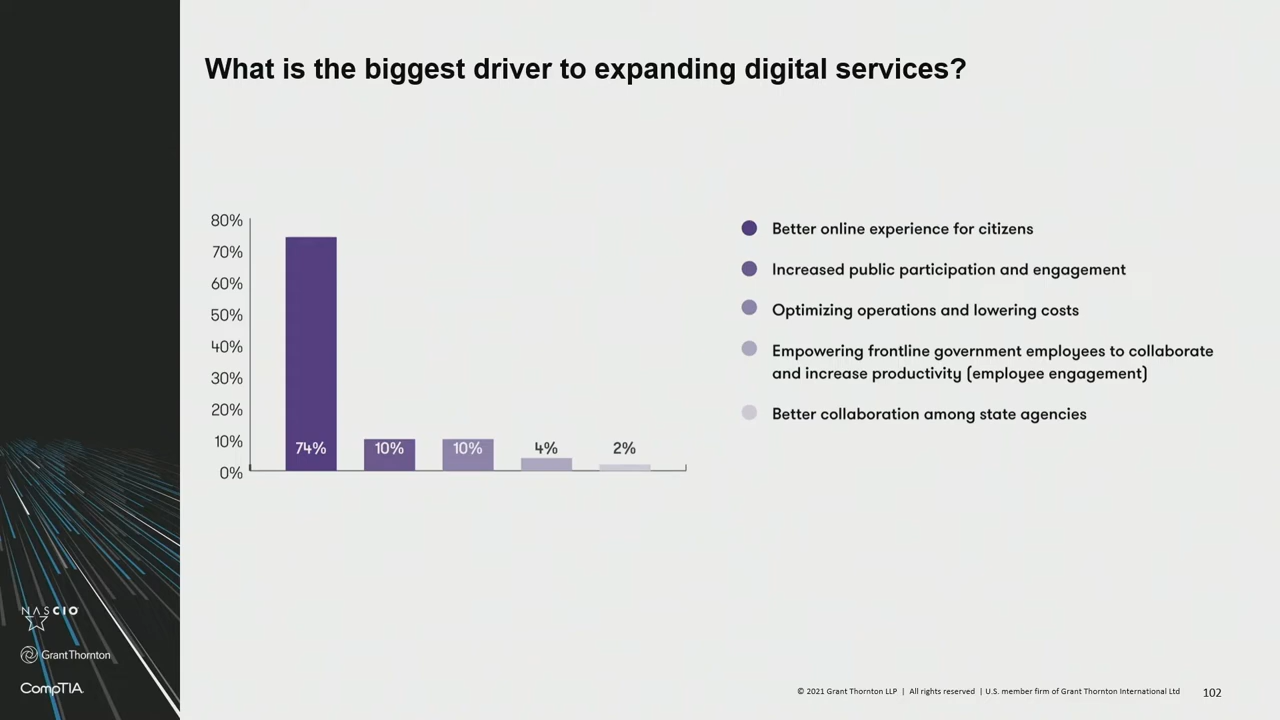 What is the biggest driver to expanding digital services?
80%
70%
60%
50%
40%
30%
20%
10%
0%
74%
10%
10%
4%
2%
Better online experience for citizens
Increased public participation and engagement
Optimizing operations and lowering costs
Empowering frontline government employees to collaborate
and increase productivity (employee engagement)
Better collaboration among state agencies
NASCIO
GrantThornton
CompTIA
© 2021 Grant Thornton LLP | All rights reserved | U.S. member firm of Grant Thornton International Ltd
102